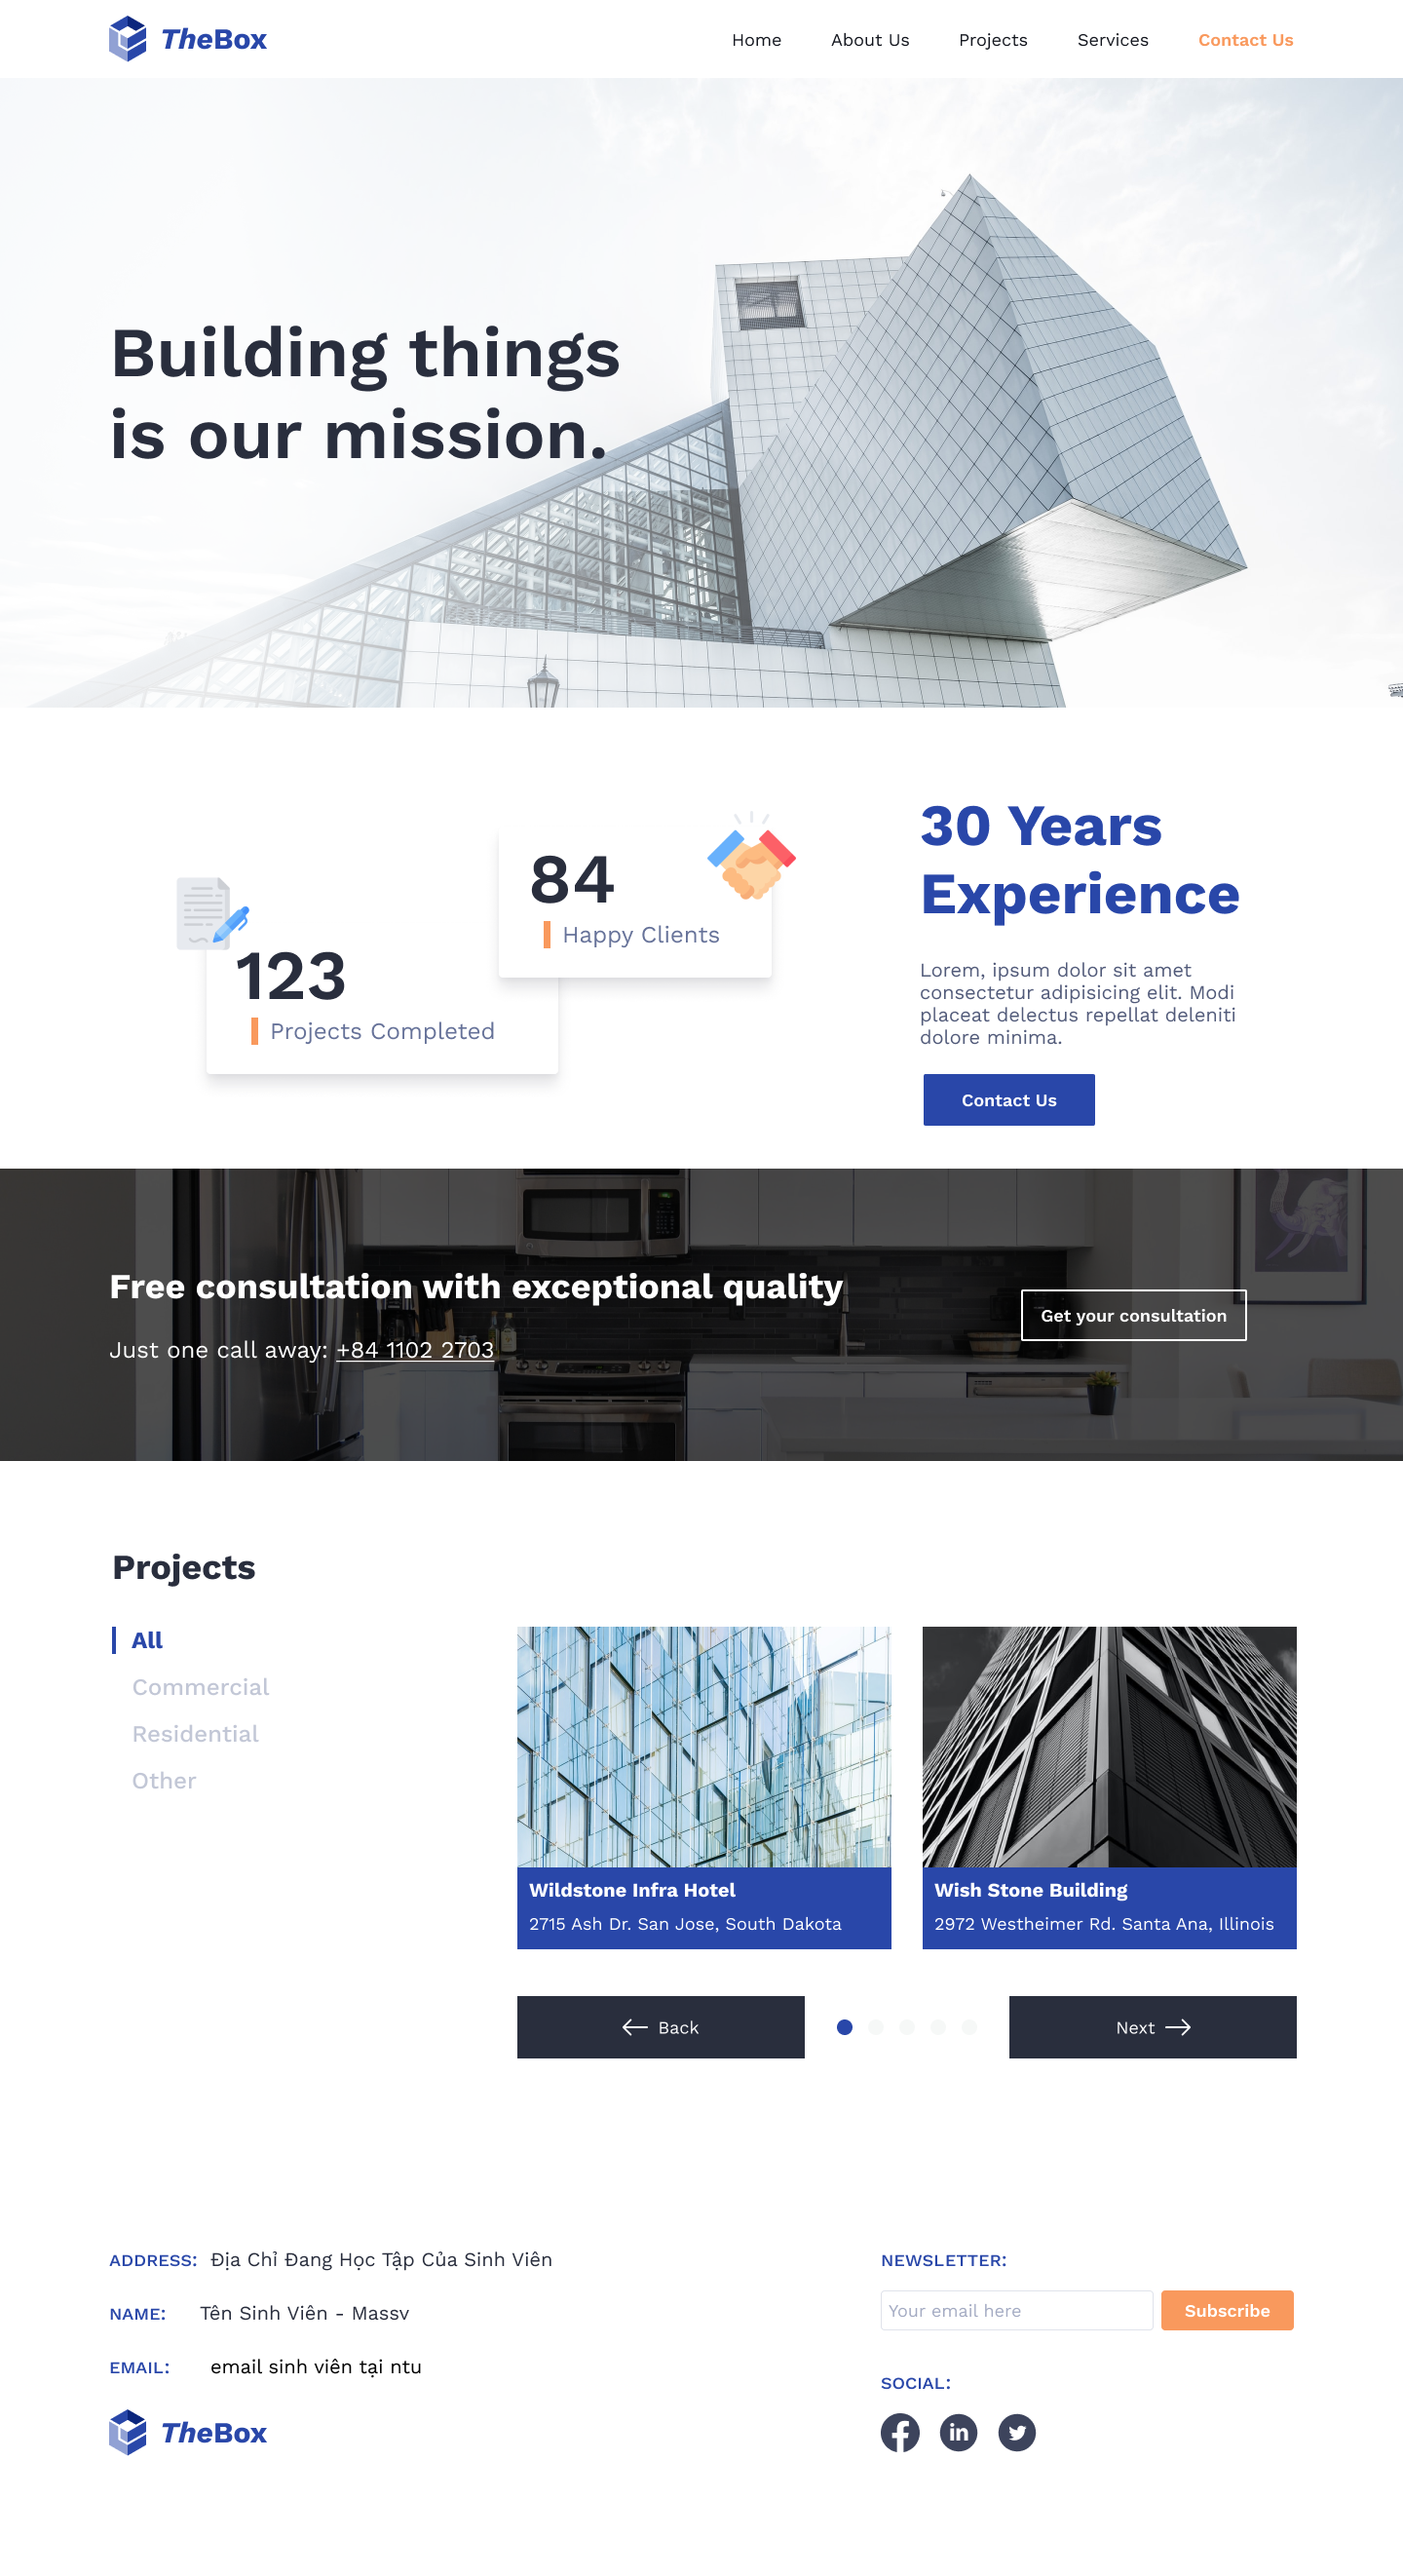 TheBox
Home
About Us
Projects
Services
Contact Us
Building things
is our mission.
84
Happy Clients
123
Projects Completed
30 Years
Experience
Lorem, ipsum dolor sit amet
consectetur adipisicing elit. Modi
placeat delectus repellat deleniti
dolore minima.
Contact Us
Free consultation with exceptional quality
Just one call away: +84 1102 2703
Get your consultation
Projects
All
Commercial
Residential
Other
Wildstone Infra Hotel
2715 Ash Dr. San Jose, South Dakota
Wish Stone Building
2972 Westheimer Rd. Santa Ana, Illinois
Back
Next
ADDRESS: Địa Chỉ Đang Học Tập Của Sinh Viên
NAME: Tên Sinh Viên - Massv
EMAIL: email sinh viên tại ntu
TheBox
NEWSLETTER:
Your email here
Subscribe
SOCIAL: